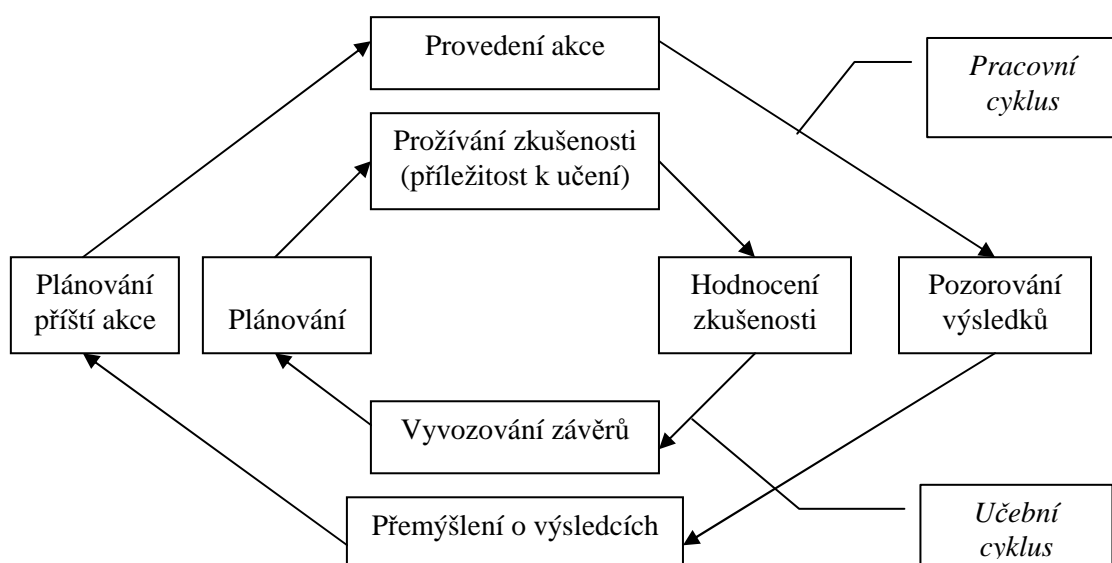 Provedení akce
Pracovní
cyklus
Prožívání zkušenosti
(příležitost k učení)
Plánování
příští akce
Plánování
Hodnocení
zkušenosti
Pozorování
výsledků
Vyvozování závěrů
Přemýšlení o výsledcích
Učební
cyklus